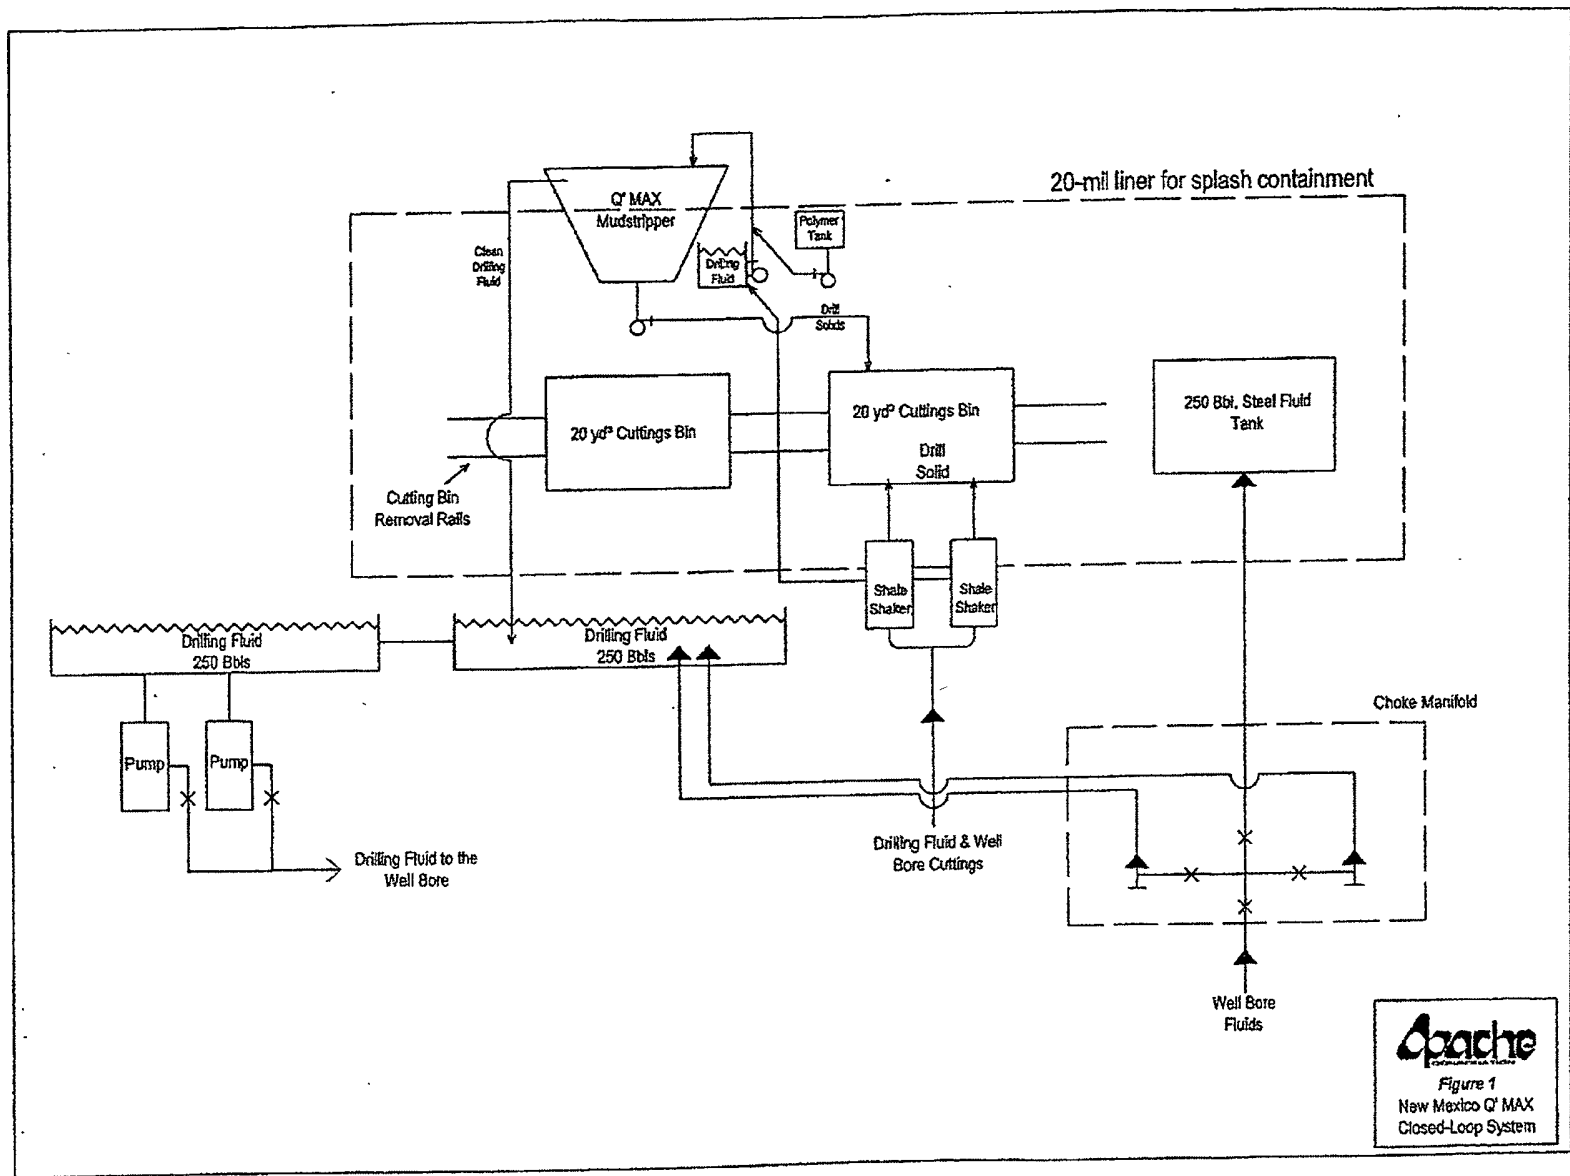 20-mil liner for splash containment
Q' MAX
Mudstripper
Polymer
Tank
Clean
Drilling
Fluid
Drilling
Fluid
Drill
Solids
20 yd³ Cuttings Bin
20 yd³ Cuttings Bin
Drill
Solid
250 Bbl. Steel Fluid
Tank
Cutting Bin
Removal Rails
Shale
Shaker
Shale
Shaker
Drilling Fluid
250 Bbls
Drilling Fluid
250 Bbls
Choke Manifold
Pump
Pump
Drilling Fluid to the
Well Bore
Drilling Fluid & Well
Bore Cuttings
Well Bore
Fluids
Apache
CORPORATION
Figure 1
New Mexico Q' MAX
Closed-Loop System